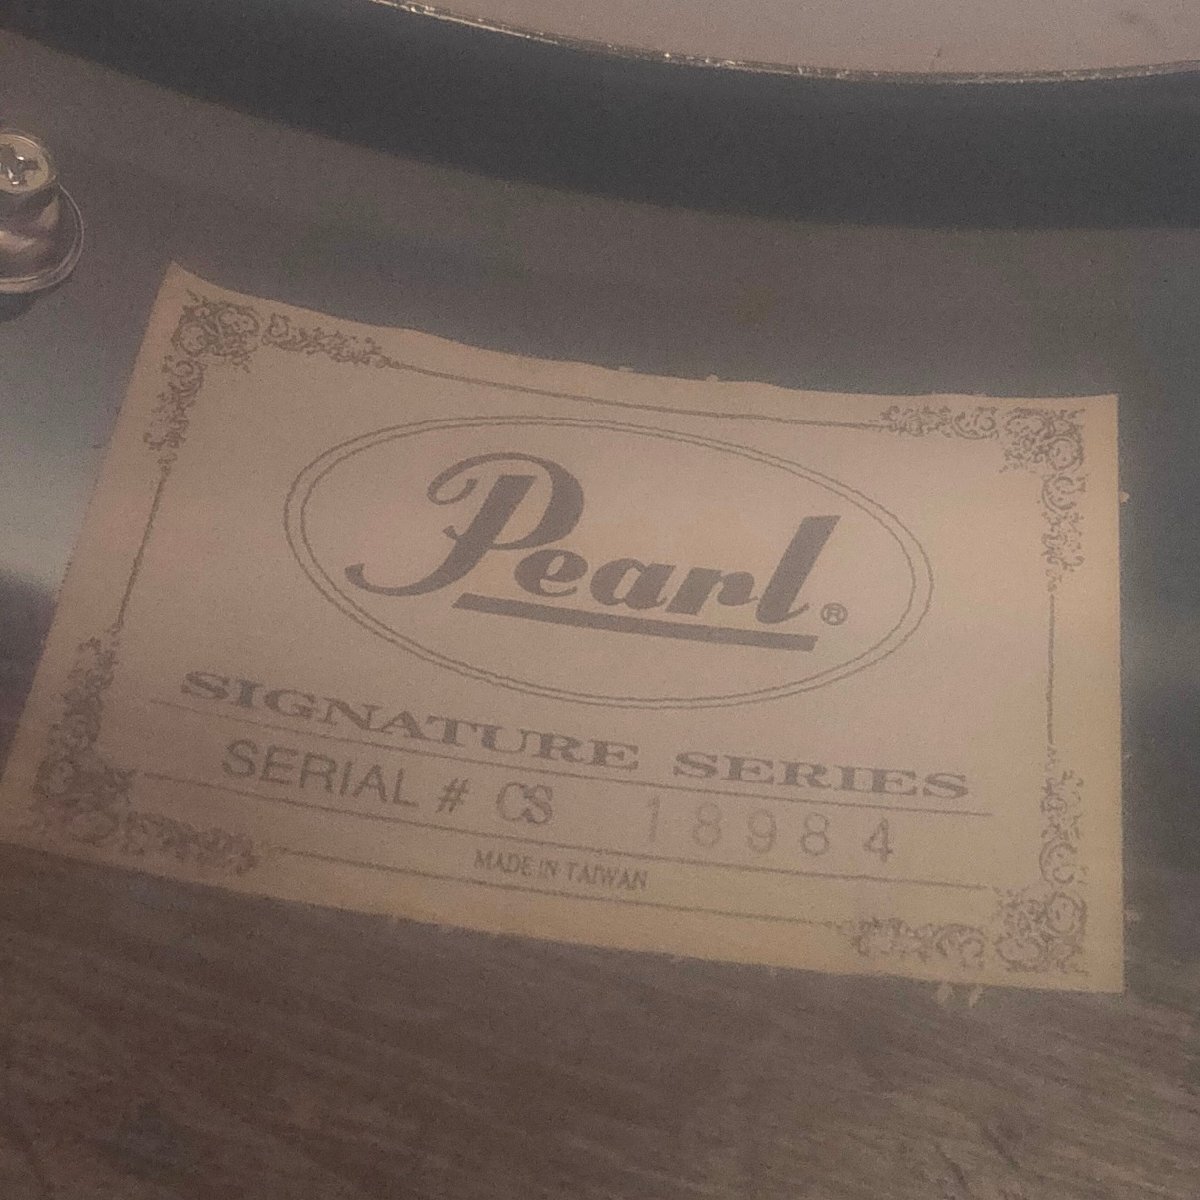 Pearl®
SIGNATURE SERIES
SERIAL # CS 18984
MADE IN TAIWAN